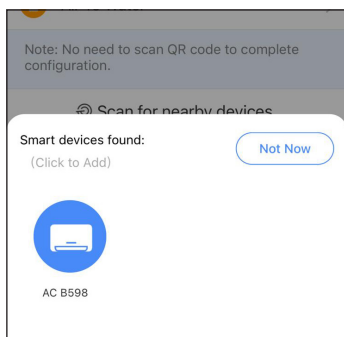 Note: No need to scan QR code to complete
configuration.
Scan for nearby devices
Smart devices found:
Not Now
(Click to Add)
AC B598